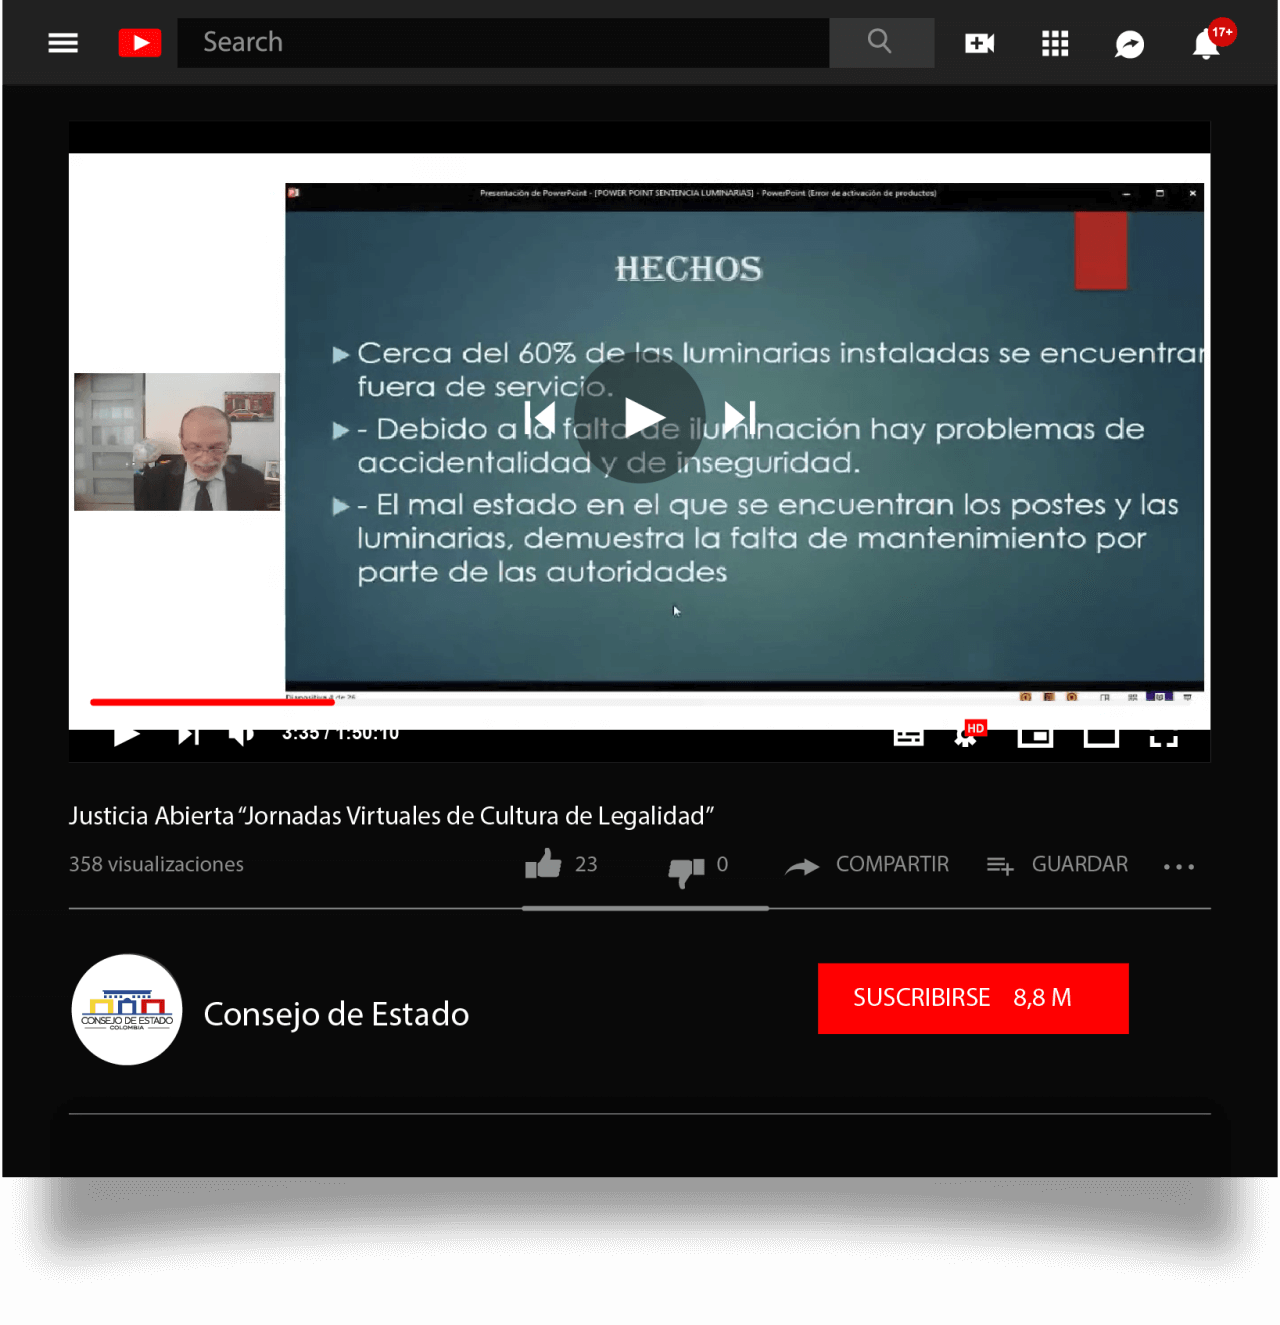 Search
17+
Presentación de PowerPoint - [POWER POINT SENTENCIA LUMINARIAS] - PowerPoint (Error de activación de productos)
HECHOS
Cerca del 60% de las luminarias instaladas se encuentran
fuera de servicio.
- Debido a la falta de iluminación hay problemas de
accidentalidad y de inseguridad.
- El mal estado en el que se encuentran los postes y las
luminarias, demuestra la falta de mantenimiento por
parte de las autoridades
3:35 / 1:50:10
HD
Justicia Abierta “Jornadas Virtuales de Cultura de Legalidad”
358 visualizaciones
23
0
COMPARTIR
GUARDAR
CONSEJO DE ESTADO
COLOMBIA
Consejo de Estado
SUSCRIBIRSE 8,8 M